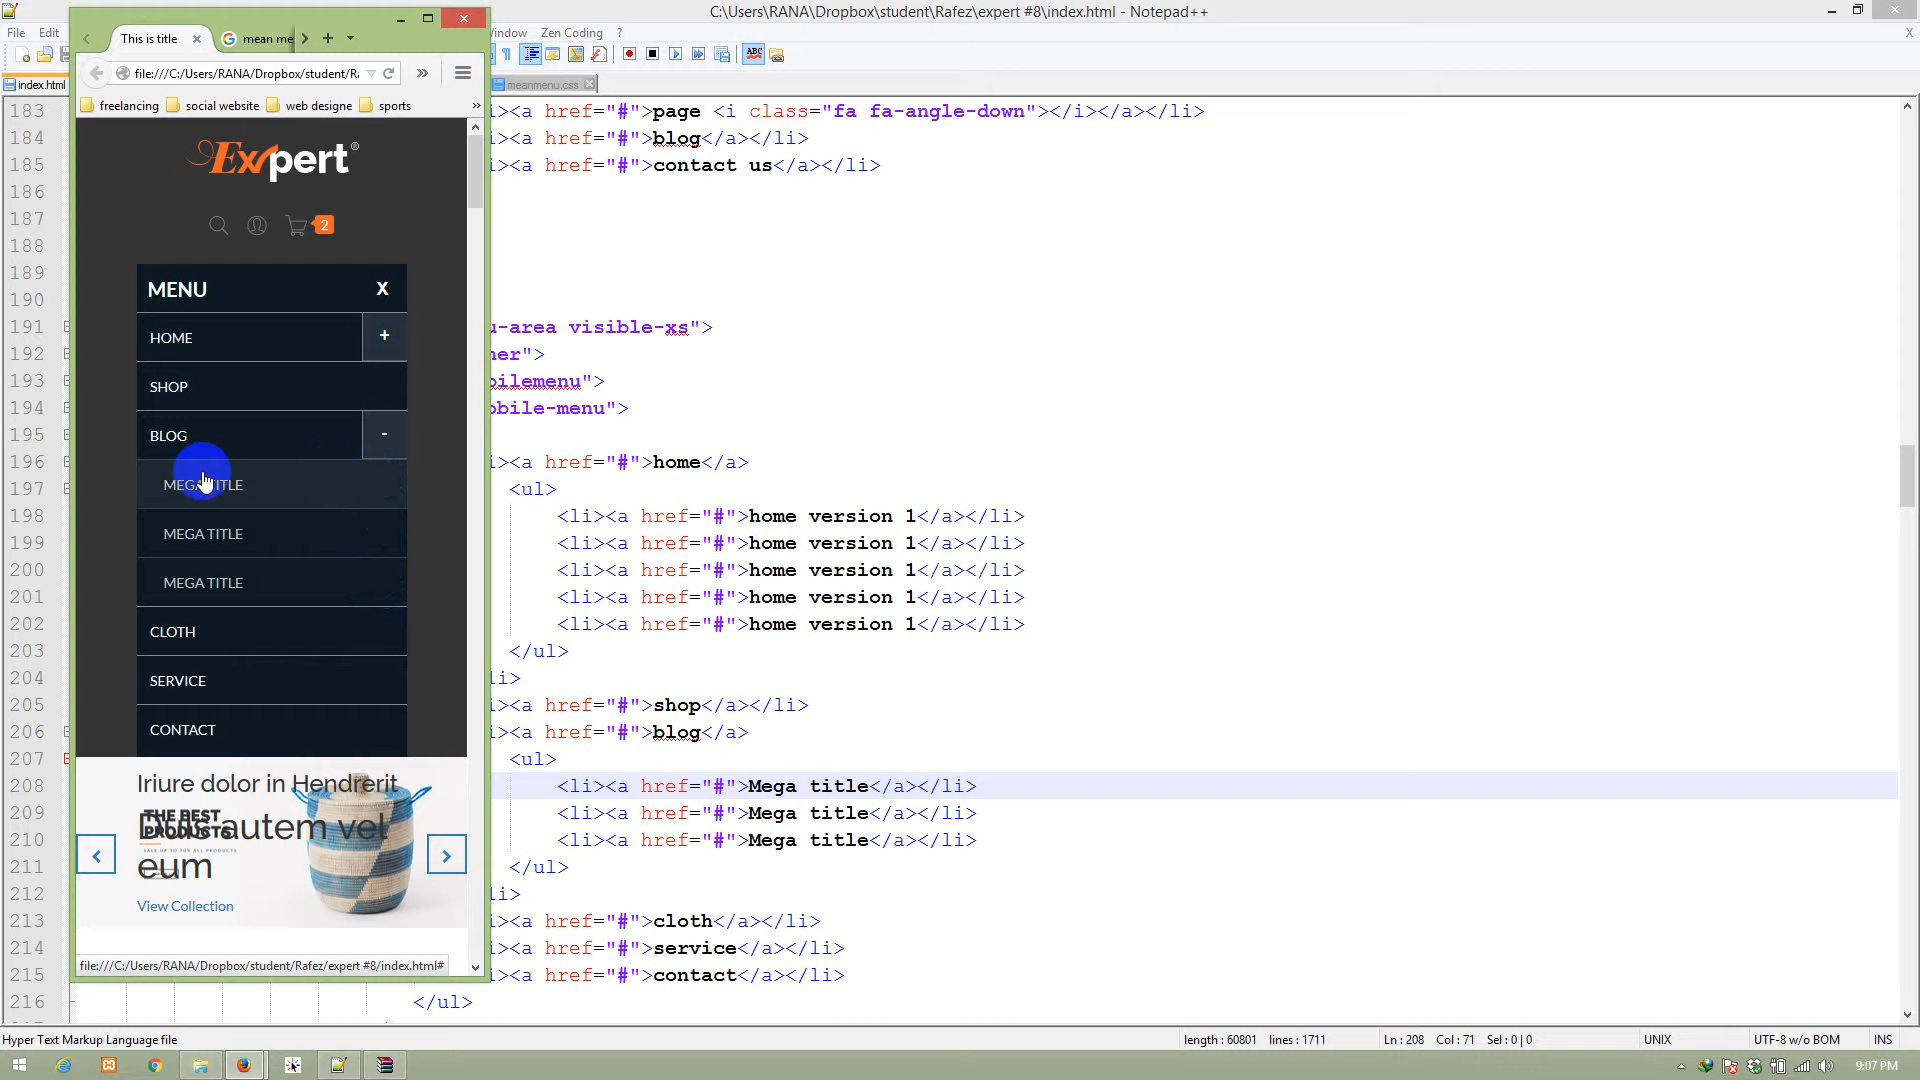 C:\Users\RANA\Dropbox\student\Rafez\expert #8\index.html - Notepad++
File Edit
Zen Coding ?
X
This is title
mean me
file:///C:/Users/RANA/Dropbox/student/Ra
index.html
meanmenu.css
ABC
freelancing social website web designe sports
Expert®
2
MENU X
HOME +
SHOP
BLOG -
MEGA TITLE
MEGA TITLE
MEGA TITLE
CLOTH
SERVICE
CONTACT
Iriure dolor in Hendrerit
THE BEST
PRODUCTS
Duis autem vel
eum
View Collection
file:///C:/Users/RANA/Dropbox/student/Rafez/expert #8/index.html#
183 i><a href="#">page <i class="fa fa-angle-down"></i></a></li>
184 i><a href="#">blog</a></li>
185 i><a href="#">contact us</a></li>
186
187
188
189
190
191 u-area visible-xs">
192 ner">
193 bilemenu">
194 obile-menu">
195
196 i><a href="#">home</a>
197 <ul>
198 <li><a href="#">home version 1</a></li>
199 <li><a href="#">home version 1</a></li>
200 <li><a href="#">home version 1</a></li>
201 <li><a href="#">home version 1</a></li>
202 <li><a href="#">home version 1</a></li>
203 </ul>
204 li>
205 i><a href="#">shop</a></li>
206 i><a href="#">blog</a>
207 <ul>
208 <li><a href="#">Mega title</a></li>
209 <li><a href="#">Mega title</a></li>
210 <li><a href="#">Mega title</a></li>
211 </ul>
212 li>
213 i><a href="#">cloth</a></li>
214 i><a href="#">service</a></li>
215 i><a href="#">contact</a></li>
216 </ul>
Hyper Text Markup Language file length : 60801 lines : 1711 Ln : 208 Col : 71 Sel : 0 | 0 UNIX UTF-8 w/o BOM INS
9:07 PM